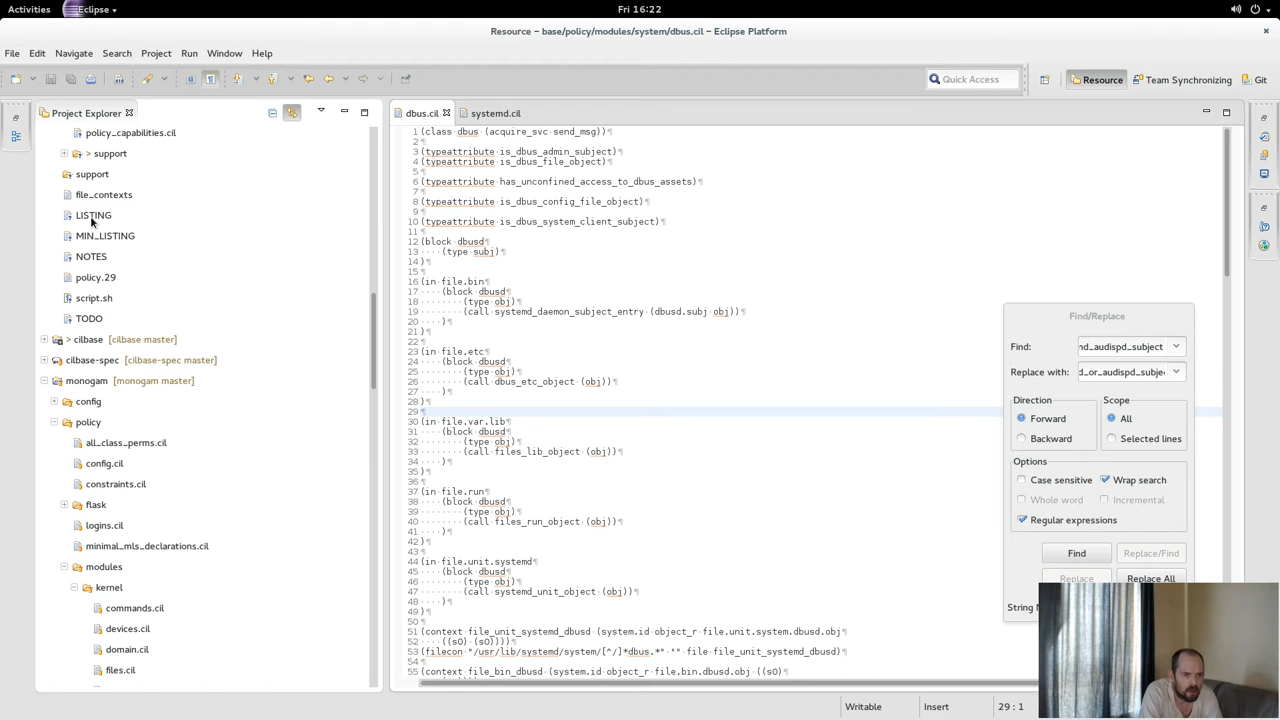 Activities Eclipse Fri 16:22
Resource – base/policy/modules/system/dbus.cil – Eclipse Platform ×
File Edit Navigate Search Project Run Window Help
Quick Access Resource Team Synchronizing Git
Project Explorer
policy_capabilities.cil
> support
support
file_contexts
LISTING
MIN_LISTING
NOTES
policy.29
script.sh
TODO
> cilbase [cilbase master]
cilbase-spec [cilbase-spec master]
monogam [monogam master]
config
policy
all_class_perms.cil
config.cil
constraints.cil
flask
logins.cil
minimal_mls_declarations.cil
modules
kernel
commands.cil
devices.cil
domain.cil
files.cil
dbus.cil systemd.cil
1 (class·dbus·(acquire_svc·send_msg))¶
2 ¶
3 (typeattribute·is_dbus_admin_subject)¶
4 (typeattribute·is_dbus_file_object)¶
5 ¶
6 (typeattribute·has_unconfined_access_to_dbus_assets)¶
7 ¶
8 (typeattribute·is_dbus_config_file_object)¶
9 ¶
10 (typeattribute·is_dbus_system_client_subject)¶
11 ¶
12 (block·dbusd¶
13 ····(type·subj)¶
14 )¶
15 ¶
16 (in·file.bin¶
17 ····(block·dbusd¶
18 ········(type·obj)¶
19 ········(call·systemd_daemon_subject_entry·(dbusd.subj·obj))¶
20 ····)¶
21 )¶
22 ¶
23 (in·file.etc¶
24 ····(block·dbusd¶
25 ········(type·obj)¶
26 ········(call·dbus_etc_object·(obj))¶
27 ····)¶
28 )¶
29 ¶
30 (in·file.var.lib¶
31 ····(block·dbusd¶
32 ········(type·obj)¶
33 ········(call·files_lib_object·(obj))¶
34 ····)¶
35 )¶
36 ¶
37 (in·file.run¶
38 ····(block·dbusd¶
39 ········(type·obj)¶
40 ········(call·files_run_object·(obj))¶
41 ····)¶
42 )¶
43 ¶
44 (in·file.unit.systemd¶
45 ····(block·dbusd¶
46 ········(type·obj)¶
47 ········(call·systemd_unit_object·(obj))¶
48 ····)¶
49 )¶
50 ¶
51 (context·file_unit_systemd_dbusd·(system.id·object_r·file.unit.system.dbusd.obj
52 ····((sO)·(sO))))¶
53 (filecon·"/usr/lib/systemd/system/[^/]*dbus.*"·""·file_unit_systemd_dbusd)¶
54 ¶
55 (context·file_bin_dbusd·(system.id·object_r·file.bin.dbusd.obj·((sO)
Find/Replace
Find: nd_audispd_subject
Replace with: d_or_audispd_subje
Direction Scope
Forward All
Backward Selected lines
Options
Case sensitive Wrap search
Whole word Incremental
Regular expressions
Find Replace/Find
Replace Replace All
String
Writable Insert 29 : 1